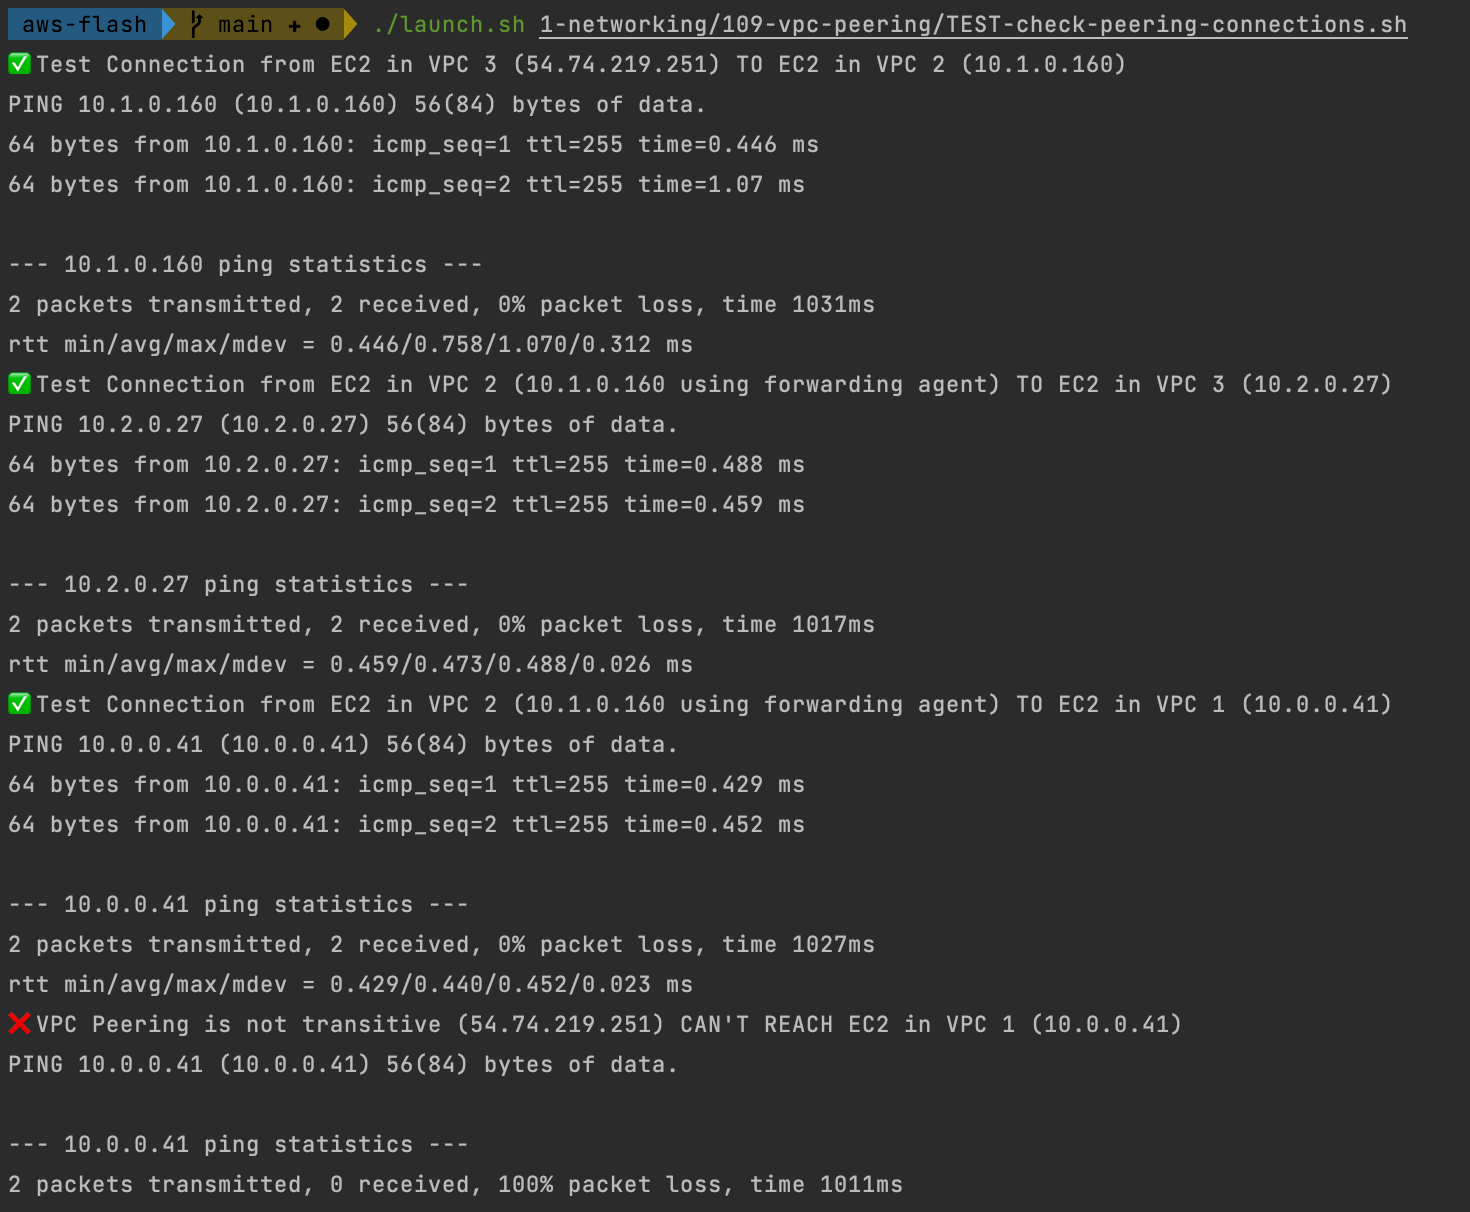 aws-flash main + ● ./launch.sh 1-networking/109-vpc-peering/TEST-check-peering-connections.sh
✅Test Connection from EC2 in VPC 3 (54.74.219.251) TO EC2 in VPC 2 (10.1.0.160)
PING 10.1.0.160 (10.1.0.160) 56(84) bytes of data.
64 bytes from 10.1.0.160: icmp_seq=1 ttl=255 time=0.446 ms
64 bytes from 10.1.0.160: icmp_seq=2 ttl=255 time=1.07 ms
--- 10.1.0.160 ping statistics ---
2 packets transmitted, 2 received, 0% packet loss, time 1031ms
rtt min/avg/max/mdev = 0.446/0.758/1.070/0.312 ms
✅Test Connection from EC2 in VPC 2 (10.1.0.160 using forwarding agent) TO EC2 in VPC 3 (10.2.0.27)
PING 10.2.0.27 (10.2.0.27) 56(84) bytes of data.
64 bytes from 10.2.0.27: icmp_seq=1 ttl=255 time=0.488 ms
64 bytes from 10.2.0.27: icmp_seq=2 ttl=255 time=0.459 ms
--- 10.2.0.27 ping statistics ---
2 packets transmitted, 2 received, 0% packet loss, time 1017ms
rtt min/avg/max/mdev = 0.459/0.473/0.488/0.026 ms
✅Test Connection from EC2 in VPC 2 (10.1.0.160 using forwarding agent) TO EC2 in VPC 1 (10.0.0.41)
PING 10.0.0.41 (10.0.0.41) 56(84) bytes of data.
64 bytes from 10.0.0.41: icmp_seq=1 ttl=255 time=0.429 ms
64 bytes from 10.0.0.41: icmp_seq=2 ttl=255 time=0.452 ms
--- 10.0.0.41 ping statistics ---
2 packets transmitted, 2 received, 0% packet loss, time 1027ms
rtt min/avg/max/mdev = 0.429/0.440/0.452/0.023 ms
❌VPC Peering is not transitive (54.74.219.251) CAN'T REACH EC2 in VPC 1 (10.0.0.41)
PING 10.0.0.41 (10.0.0.41) 56(84) bytes of data.
--- 10.0.0.41 ping statistics ---
2 packets transmitted, 0 received, 100% packet loss, time 1011ms